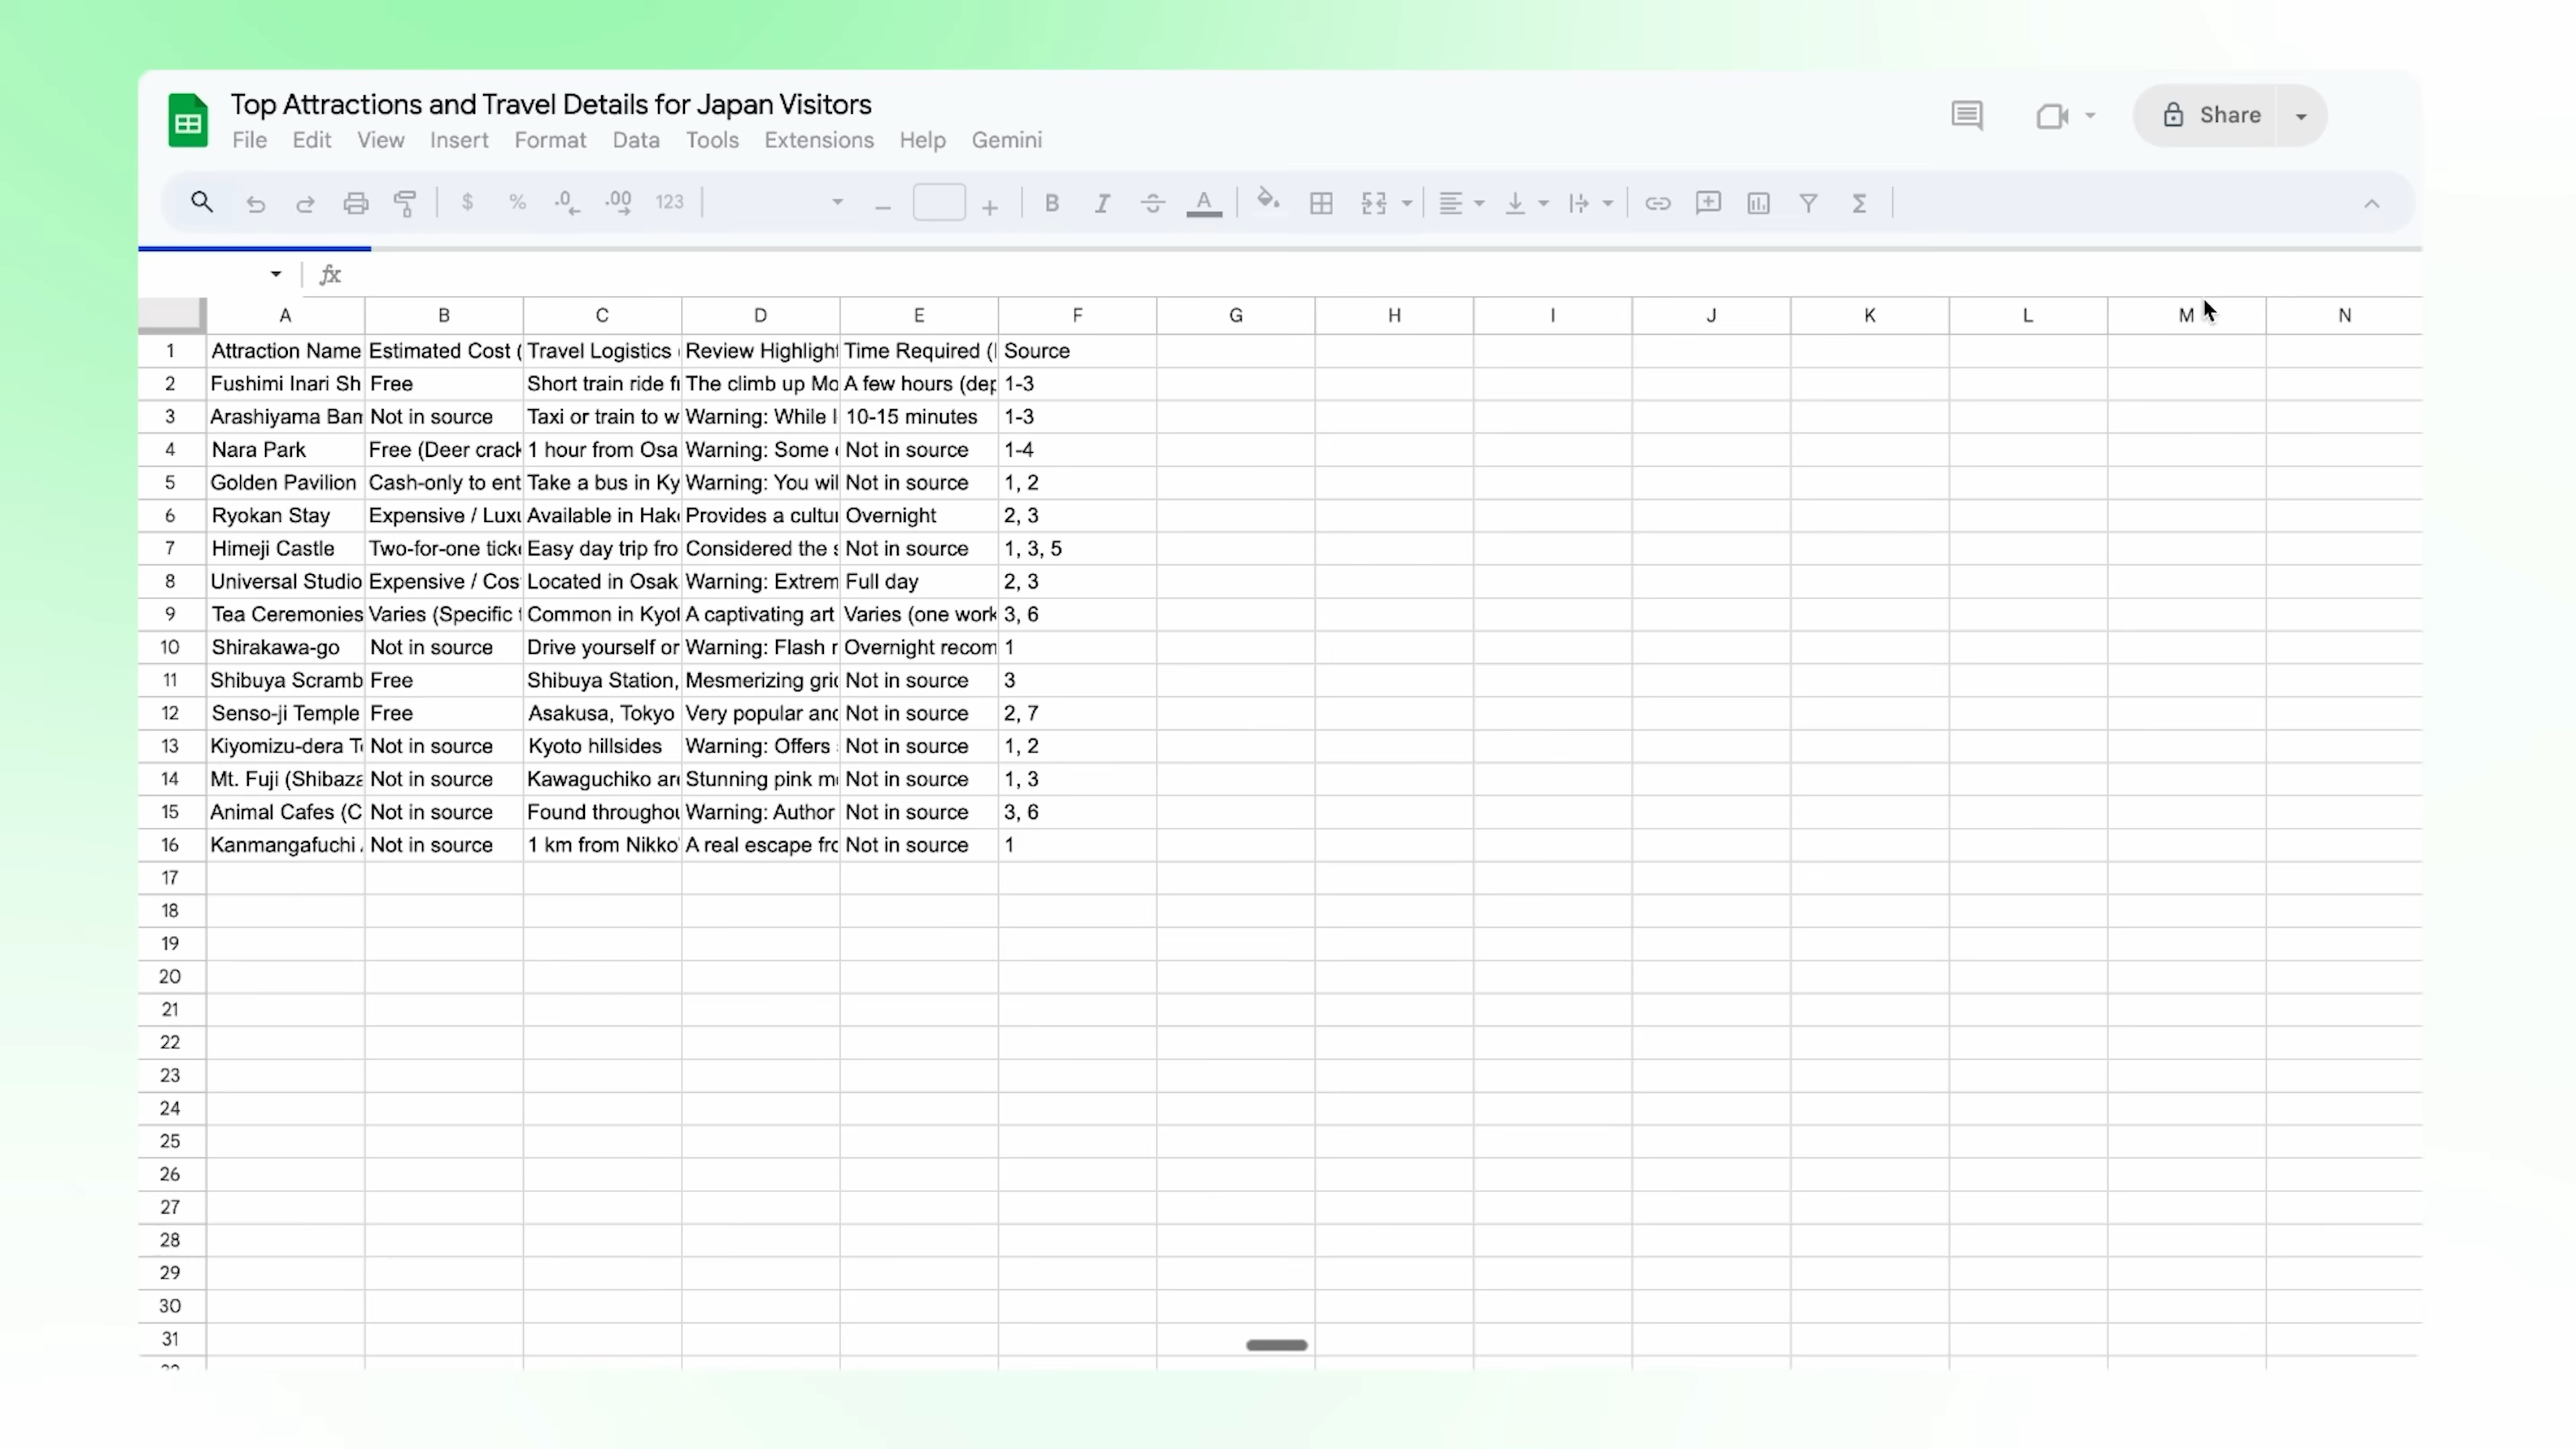 Top Attractions and Travel Details for Japan Visitors
File Edit View Insert Format Data Tools Extensions Help Gemini
Share
$ % .0 .00 123 B I S A Σ
fx
A B C D E F G H I J K L M N
1 Attraction Name Estimated Cost ( Travel Logistics Review Highlight Time Required ( Source
2 Fushimi Inari Sh Free Short train ride The climb up Mo A few hours (dep 1-3
3 Arashiyama Bam Not in source Taxi or train to w Warning: While 10-15 minutes 1-3
4 Nara Park Free (Deer crack 1 hour from Osa Warning: Some Not in source 1-4
5 Golden Pavilion Cash-only to ent Take a bus in Ky Warning: You wil Not in source 1, 2
6 Ryokan Stay Expensive / Luxu Available in Hak Provides a cultu Overnight 2, 3
7 Himeji Castle Two-for-one ticke Easy day trip fro Considered the Not in source 1, 3, 5
8 Universal Studio Expensive / Cos Located in Osak Warning: Extrem Full day 2, 3
9 Tea Ceremonies Varies (Specific Common in Kyot A captivating art Varies (one work 3, 6
10 Shirakawa-go Not in source Drive yourself or Warning: Flash Overnight recom 1
11 Shibuya Scramb Free Shibuya Station, Mesmerizing grid Not in source 3
12 Senso-ji Temple Free Asakusa, Tokyo Very popular and Not in source 2, 7
13 Kiyomizu-dera Te Not in source Kyoto hillsides Warning: Offers Not in source 1, 2
14 Mt. Fuji (Shibaza Not in source Kawaguchiko are Stunning pink m Not in source 1, 3
15 Animal Cafes (C Not in source Found throughou Warning: Author Not in source 3, 6
16 Kanmangafuchi Not in source 1 km from Nikko' A real escape fro Not in source 1
17
18
19
20
21
22
23
24
25
26
27
28
29
30
31